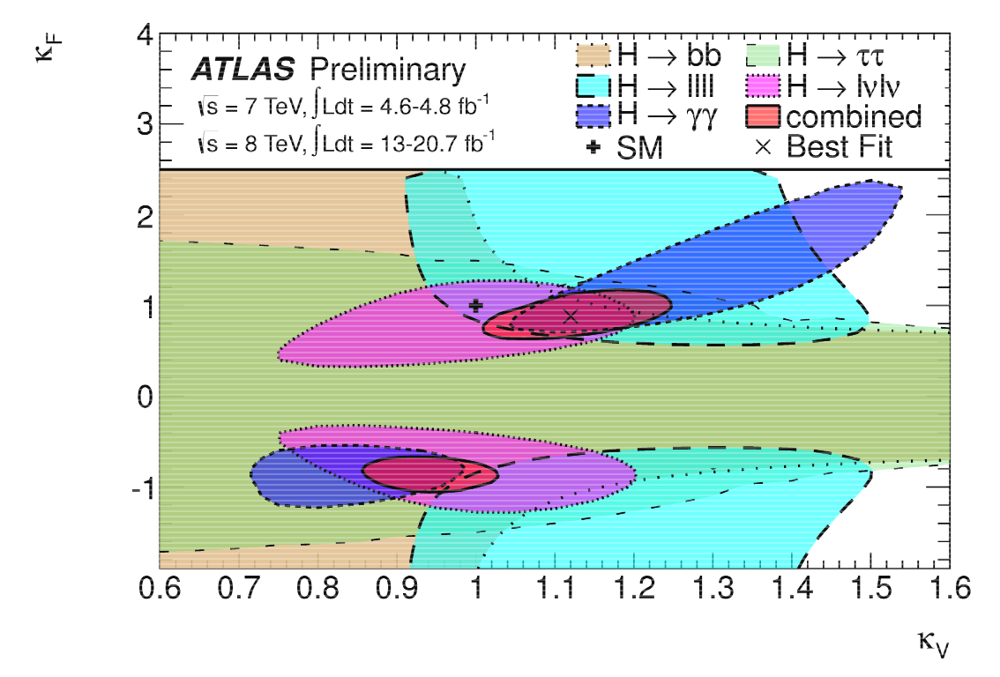 κF
4
3
2
1
0
-1
ATLAS Preliminary
√s = 7 TeV, ∫Ldt = 4.6-4.8 fb-1
√s = 8 TeV, ∫Ldt = 13-20.7 fb-1
H → bb
H → ττ
H → llll
H → lνlν
H → γγ
combined
SM
Best Fit
0.6 0.7 0.8 0.9 1 1.1 1.2 1.3 1.4 1.5 1.6
κV